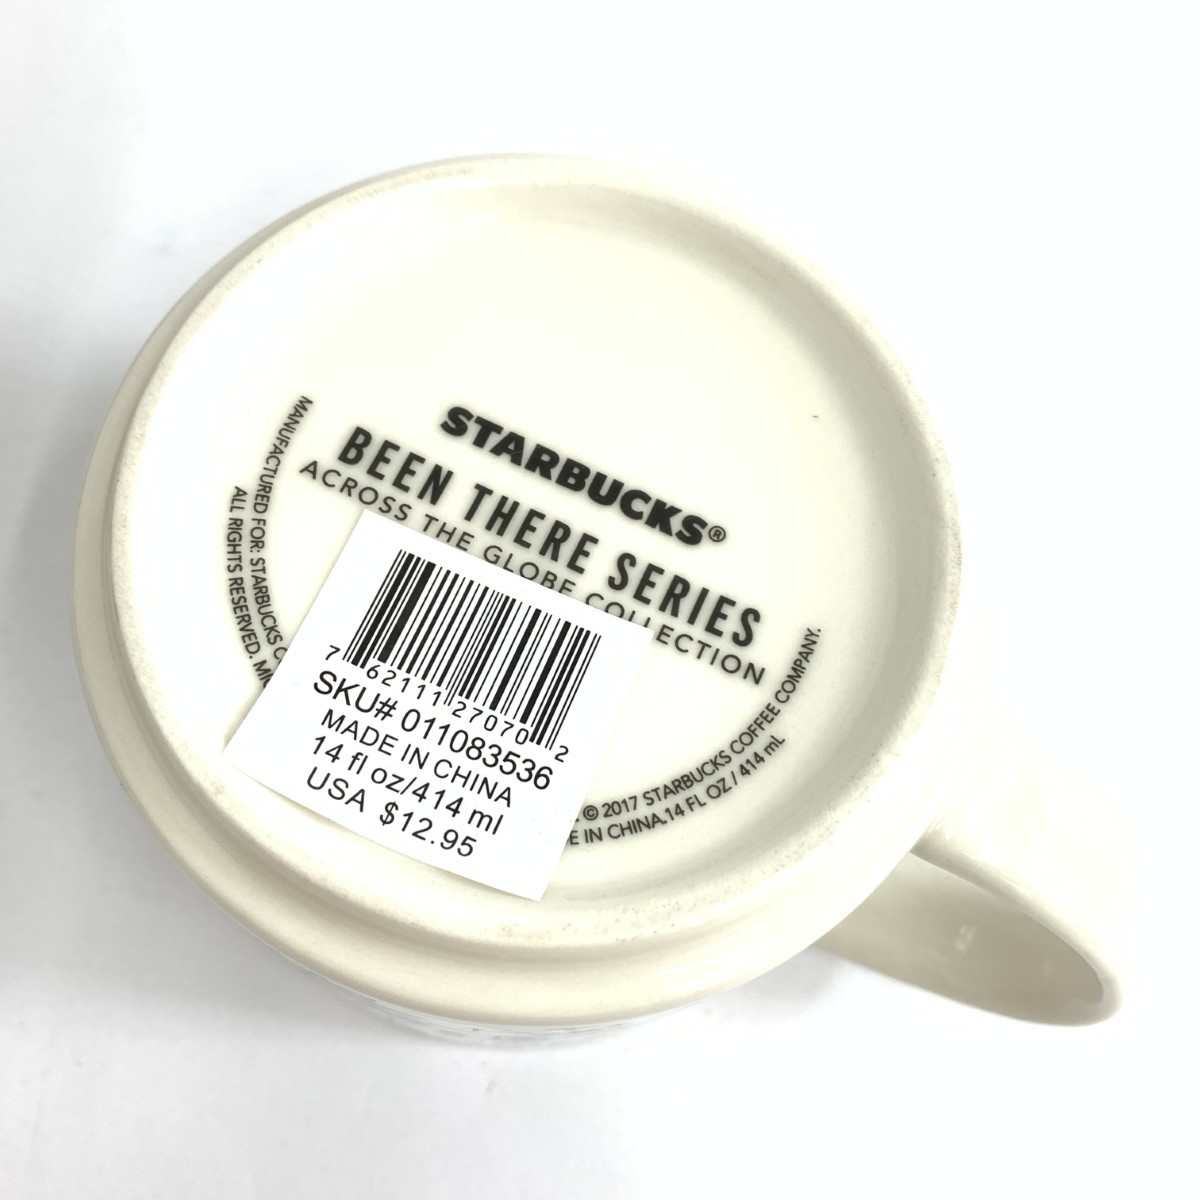 STARBUCKS®
BEEN THERE SERIES
ACROSS THE GLOBE COLLECTION
MANUFACTURED FOR: STARBUCKS C
ALL RIGHTS RESERVED.
© 2017 STARBUCKS COFFEE COMPANY.
E IN CHINA,14 FL OZ / 414 mL
7 62111 27070 2
SKU# 011083536
MADE IN CHINA
14 fl oz/414 ml
USA $12.95